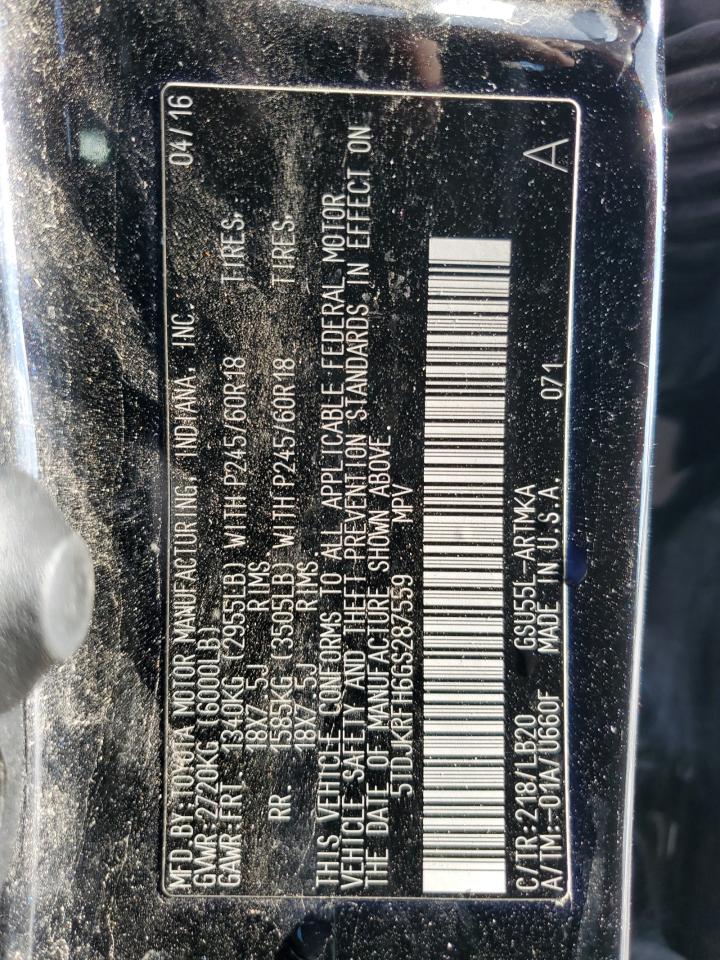 MFD.BY:TOYOTA MOTOR MANUFACTURING, INDIANA, INC. 04/16
GVWR 2720KG (6000LB)
GAWR FRT. 1340KG (2955LB) WITH P245/60R18 TIRES,
18X7.5J RIMS
RR. 1585KG (3505LB) WITH P245/60R18 TIRES,
18X7.5J RIMS
THIS VEHICLE CONFORMS TO ALL APPLICABLE FEDERAL MOTOR
VEHICLE SAFETY AND THEFT PREVENTION STANDARDS IN EFFECT ON
THE DATE OF MANUFACTURE SHOWN ABOVE.
5TDJKRFH6GS287559 MPV
C/TR:218/LB20 GSU55L-ARTMKA
A/TM:-01A/U660F MADE IN U.S.A. 071 A